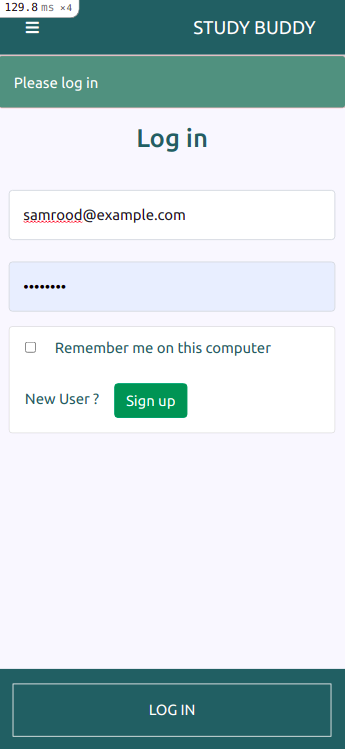 129.8 ms ×4
STUDY BUDDY
Please log in
Log in
samrood@example.com
••••••••
Remember me on this computer
New User ? Sign up
LOG IN